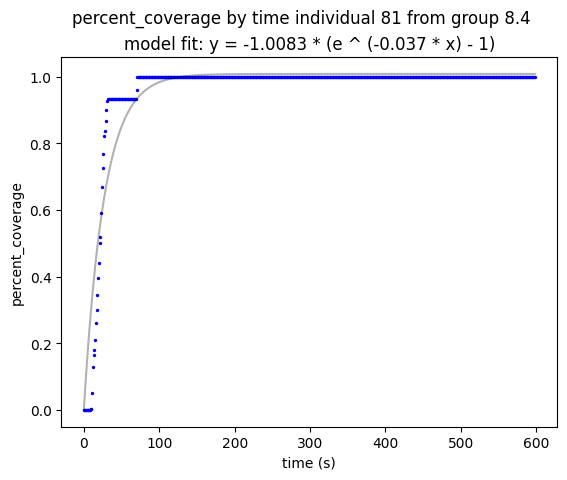 percent_coverage by time individual 81 from group 8.4
model fit: y = -1.0083 * (e ^ (-0.037 * x) - 1)
1.0
0.8
0.6
0.4
0.2
0.0
percent_coverage
0 100 200 300 400 500 600
time (s)